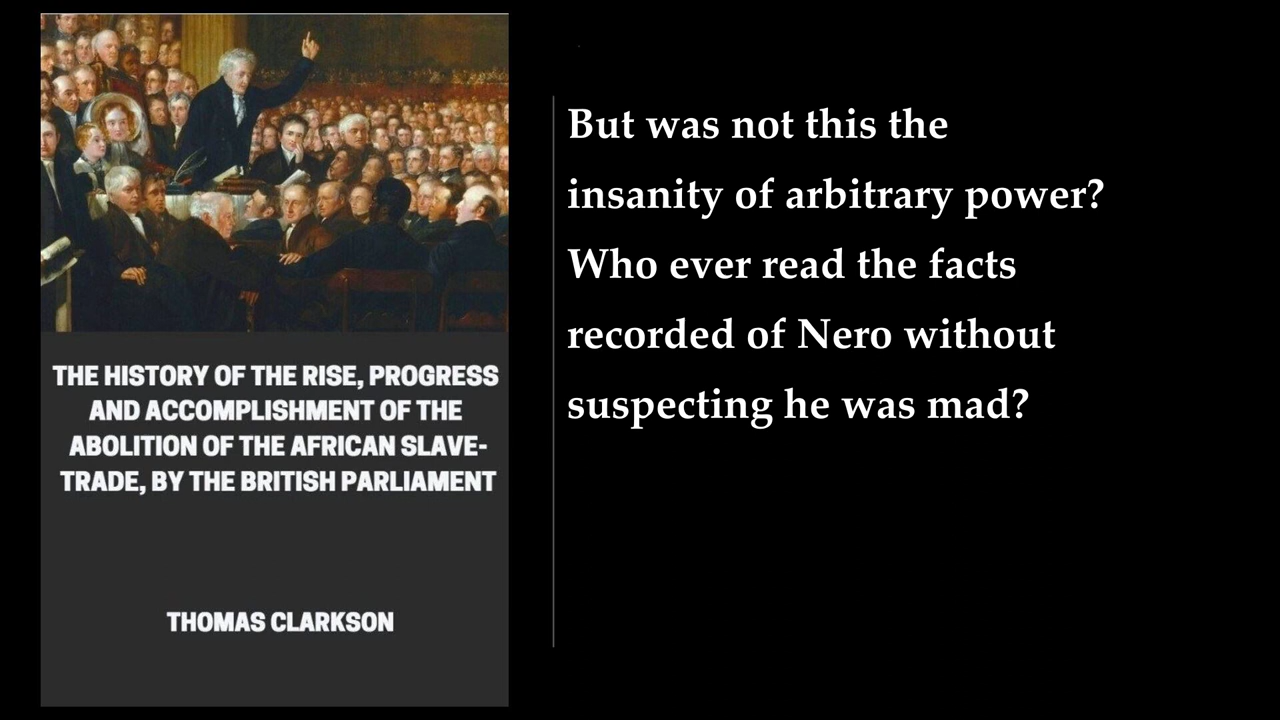 THE HISTORY OF THE RISE, PROGRESS
AND ACCOMPLISHMENT OF THE
ABOLITION OF THE AFRICAN SLAVE-
TRADE, BY THE BRITISH PARLIAMENT
THOMAS CLARKSON
But was not this the
insanity of arbitrary power?
Who ever read the facts
recorded of Nero without
suspecting he was mad?